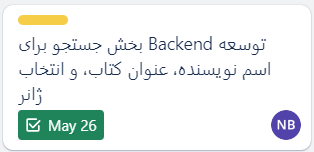 توسعه Backend بخش جستجو برای
اسم نویسنده، عنوان کتاب، و انتخاب
ژانر
May 26
NB